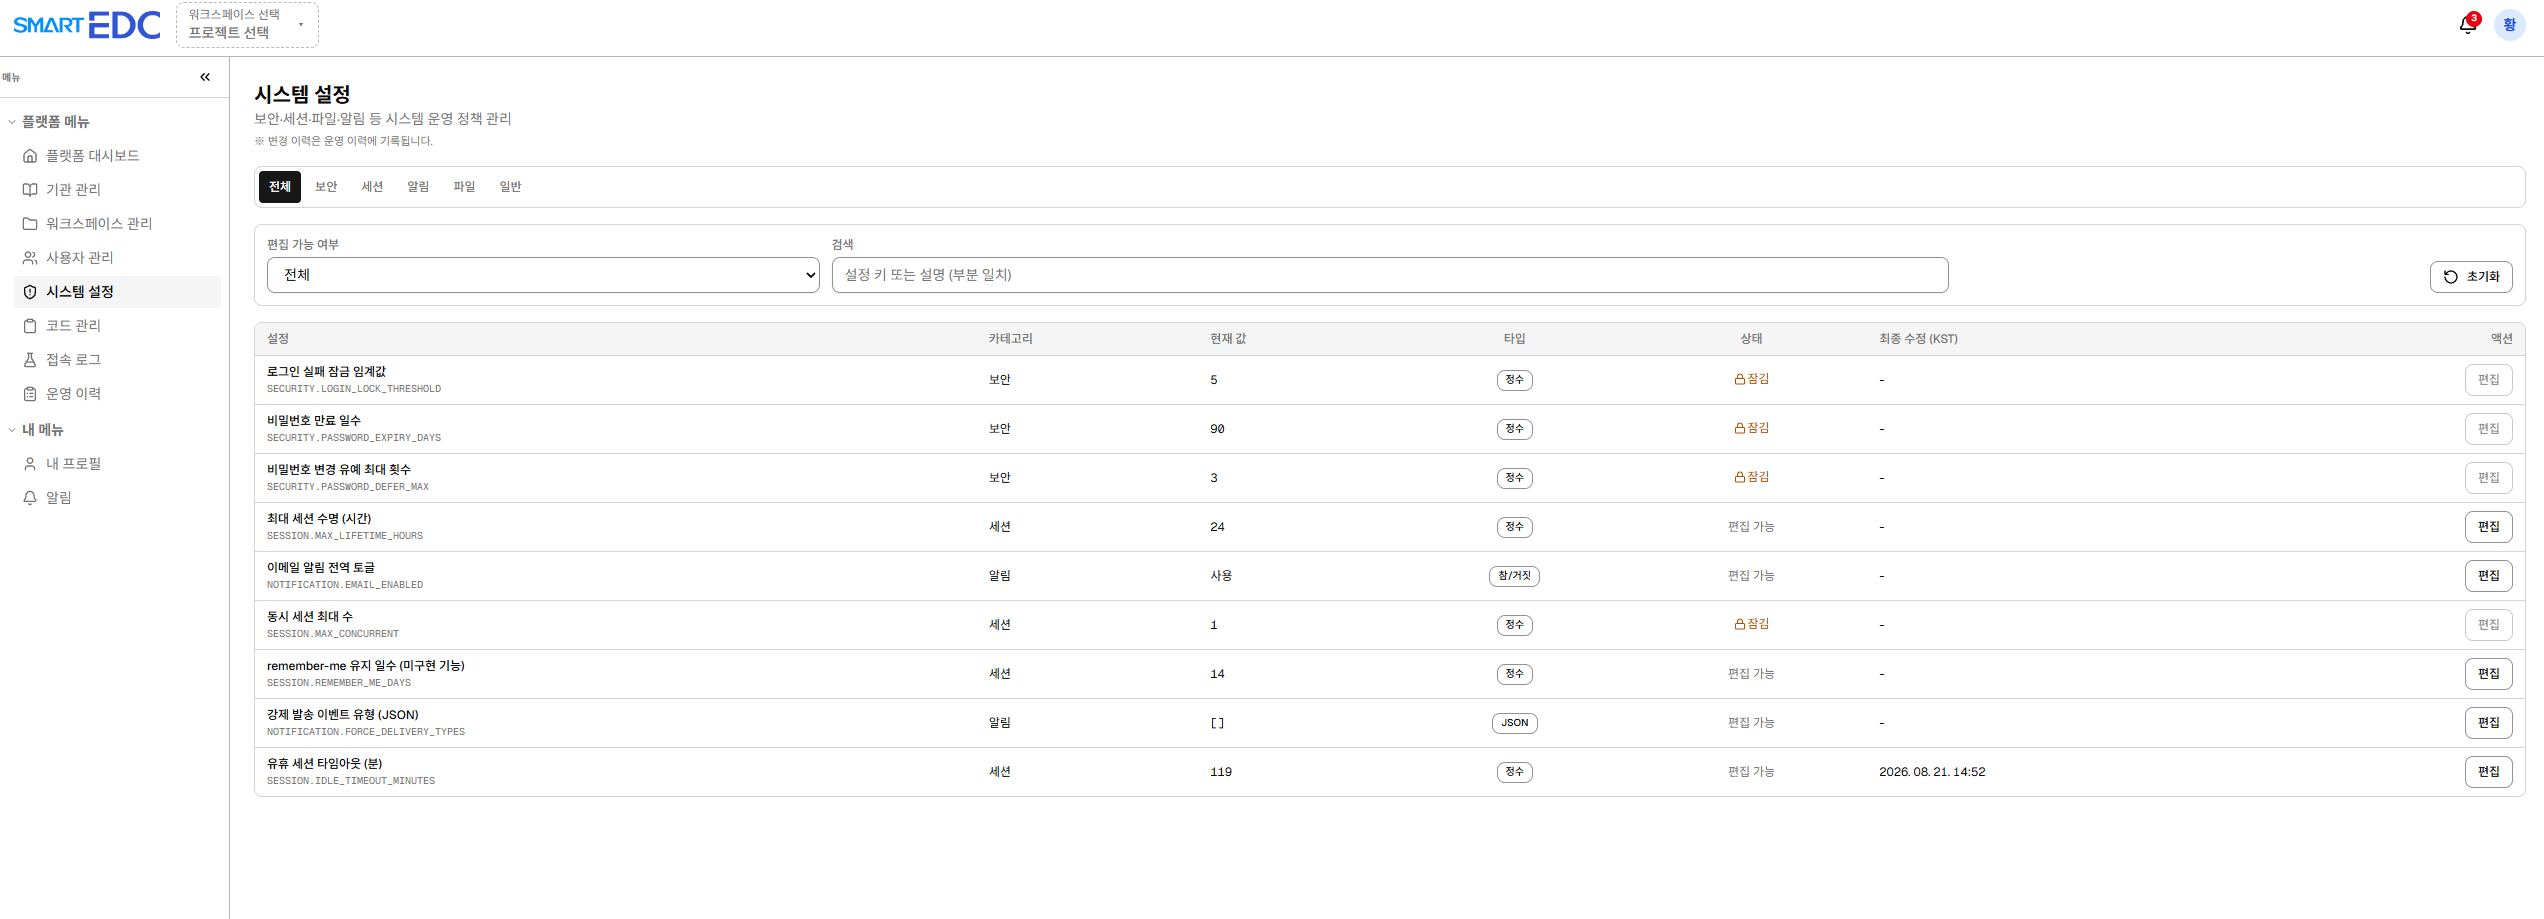 SMART EDC
워크스페이스 선택
프로젝트 선택
3
황
메뉴
플랫폼 메뉴
플랫폼 대시보드
기관 관리
워크스페이스 관리
사용자 관리
시스템 설정
코드 관리
접속 로그
운영 이력
내 메뉴
내 프로필
알림
시스템 설정
보안·세션·파일·알림 등 시스템 운영 정책 관리
※ 변경 이력은 운영 이력에 기록됩니다.
전체 보안 세션 알림 파일 일반
편집 가능 여부 검색
전체 설정 키 또는 설명 (부분 일치) 초기화
설정 카테고리 현재 값 타입 상태 최종 수정 (KST) 액션
로그인 실패 잠금 임계값
SECURITY.LOGIN_LOCK_THRESHOLD
보안 5 정수 잠김 - 편집
비밀번호 만료 일수
SECURITY.PASSWORD_EXPIRY_DAYS
보안 90 정수 잠김 - 편집
비밀번호 변경 유예 최대 횟수
SECURITY.PASSWORD_DEFER_MAX
보안 3 정수 잠김 - 편집
최대 세션 수명 (시간)
SESSION.MAX_LIFETIME_HOURS
세션 24 정수 편집 가능 - 편집
이메일 알림 전역 토글
NOTIFICATION.EMAIL_ENABLED
알림 사용 참/거짓 편집 가능 - 편집
동시 세션 최대 수
SESSION.MAX_CONCURRENT
세션 1 정수 잠김 - 편집
remember-me 유지 일수 (미구현 기능)
SESSION.REMEMBER_ME_DAYS
세션 14 정수 편집 가능 - 편집
강제 발송 이벤트 유형 (JSON)
NOTIFICATION.FORCE_DELIVERY_TYPES
알림 [] JSON 편집 가능 - 편집
유휴 세션 타임아웃 (분)
SESSION.IDLE_TIMEOUT_MINUTES
세션 119 정수 편집 가능 2026. 08. 21. 14:52 편집